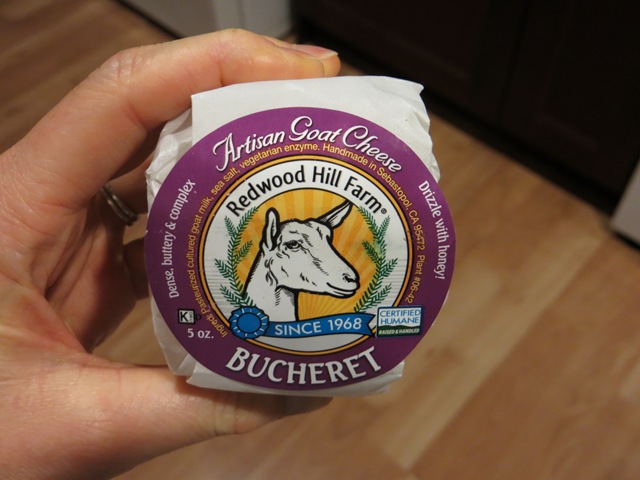 Artisan Goat Cheese
Ingred: Pasteurized cultured goat milk, sea salt, vegetarian enzyme. Handmade in Sebastopol, CA 95472 Plant #06-42
Redwood Hill Farm®
Dense, buttery & complex
Drizzle with honey!
K
5 oz.
SINCE 1968
CERTIFIED
HUMANE
RAISED & HANDLED
BUCHERET